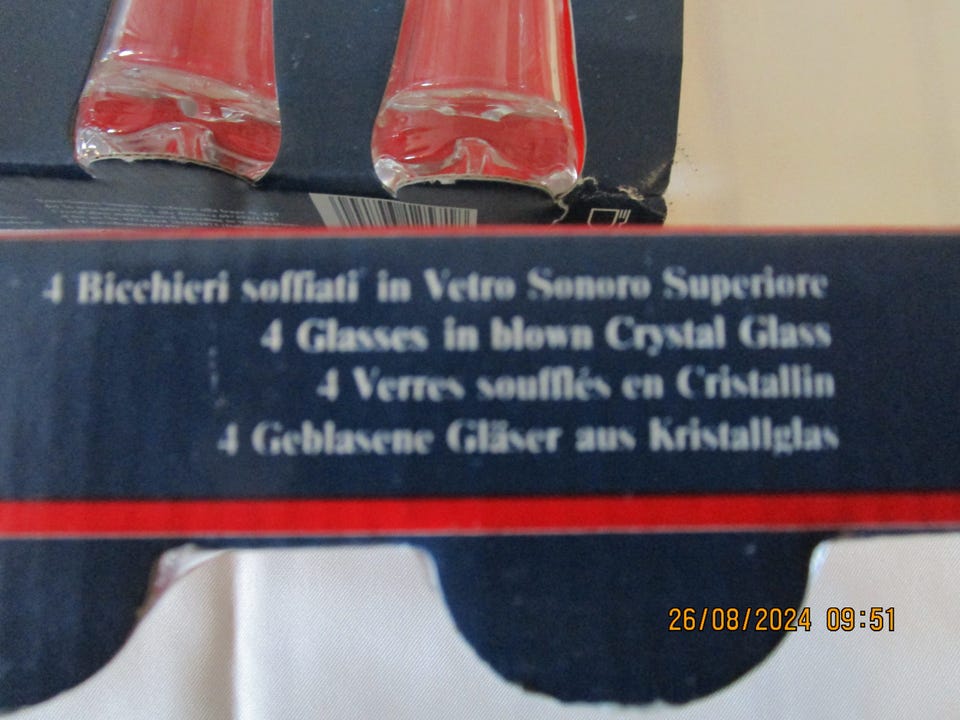 4 Bicchieri soffiati in Vetro Sonoro Superiore
4 Glasses in blown Crystal Glass
4 Verres soufflés en Cristallin
4 Geblasene Gläser aus Kristallglas
26/08/2024 09:51